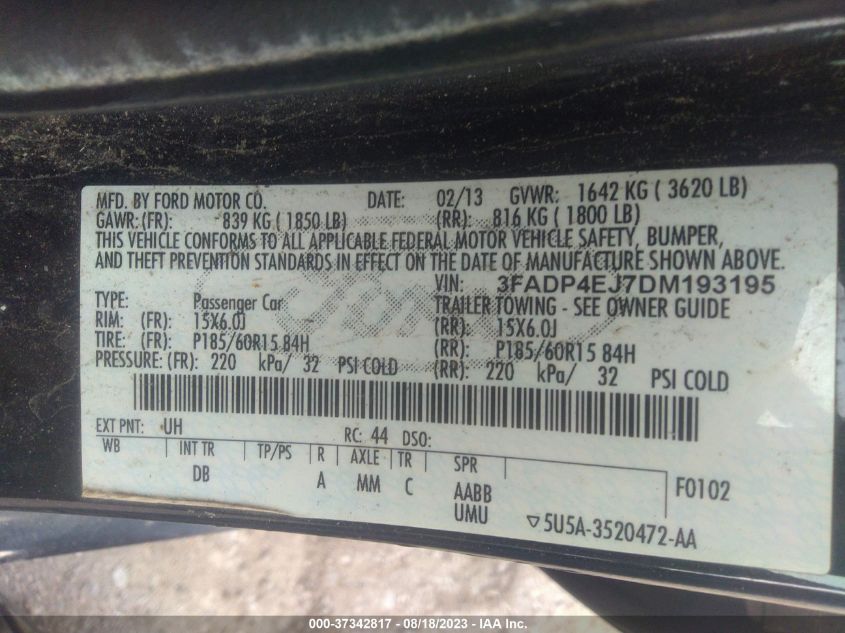 MFD. BY FORD MOTOR CO. DATE: 02/13 GVWR: 1642 KG ( 3620 LB)
GAWR: (FR): 839 KG ( 1850 LB) (RR): 816 KG ( 1800 LB)
THIS VEHICLE CONFORMS TO ALL APPLICABLE FEDERAL MOTOR VEHICLE SAFETY, BUMPER,
AND THEFT PREVENTION STANDARDS IN EFFECT ON THE DATE OF MANUFACTURE SHOWN ABOVE.
VIN: 3FADP4EJ7DM193195
TYPE: Passenger Car TRAILER TOWING - SEE OWNER GUIDE
RIM: (FR): 15X6.0J (RR): 15X6.0J
TIRE: (FR): P185/60R15 84H (RR): P185/60R15 84H
PRESSURE: (FR): 220 kPa/ 32 PSI COLD (RR): 220 kPa/ 32 PSI COLD
EXT PNT: UH RC: 44 DSO:
WB INT TR TP/PS R AXLE TR SPR
DB A MM C AABB F0102
UMU ▽5U5A-3520472-AA
000-37342817 - 08/18/2023 - IAA Inc.